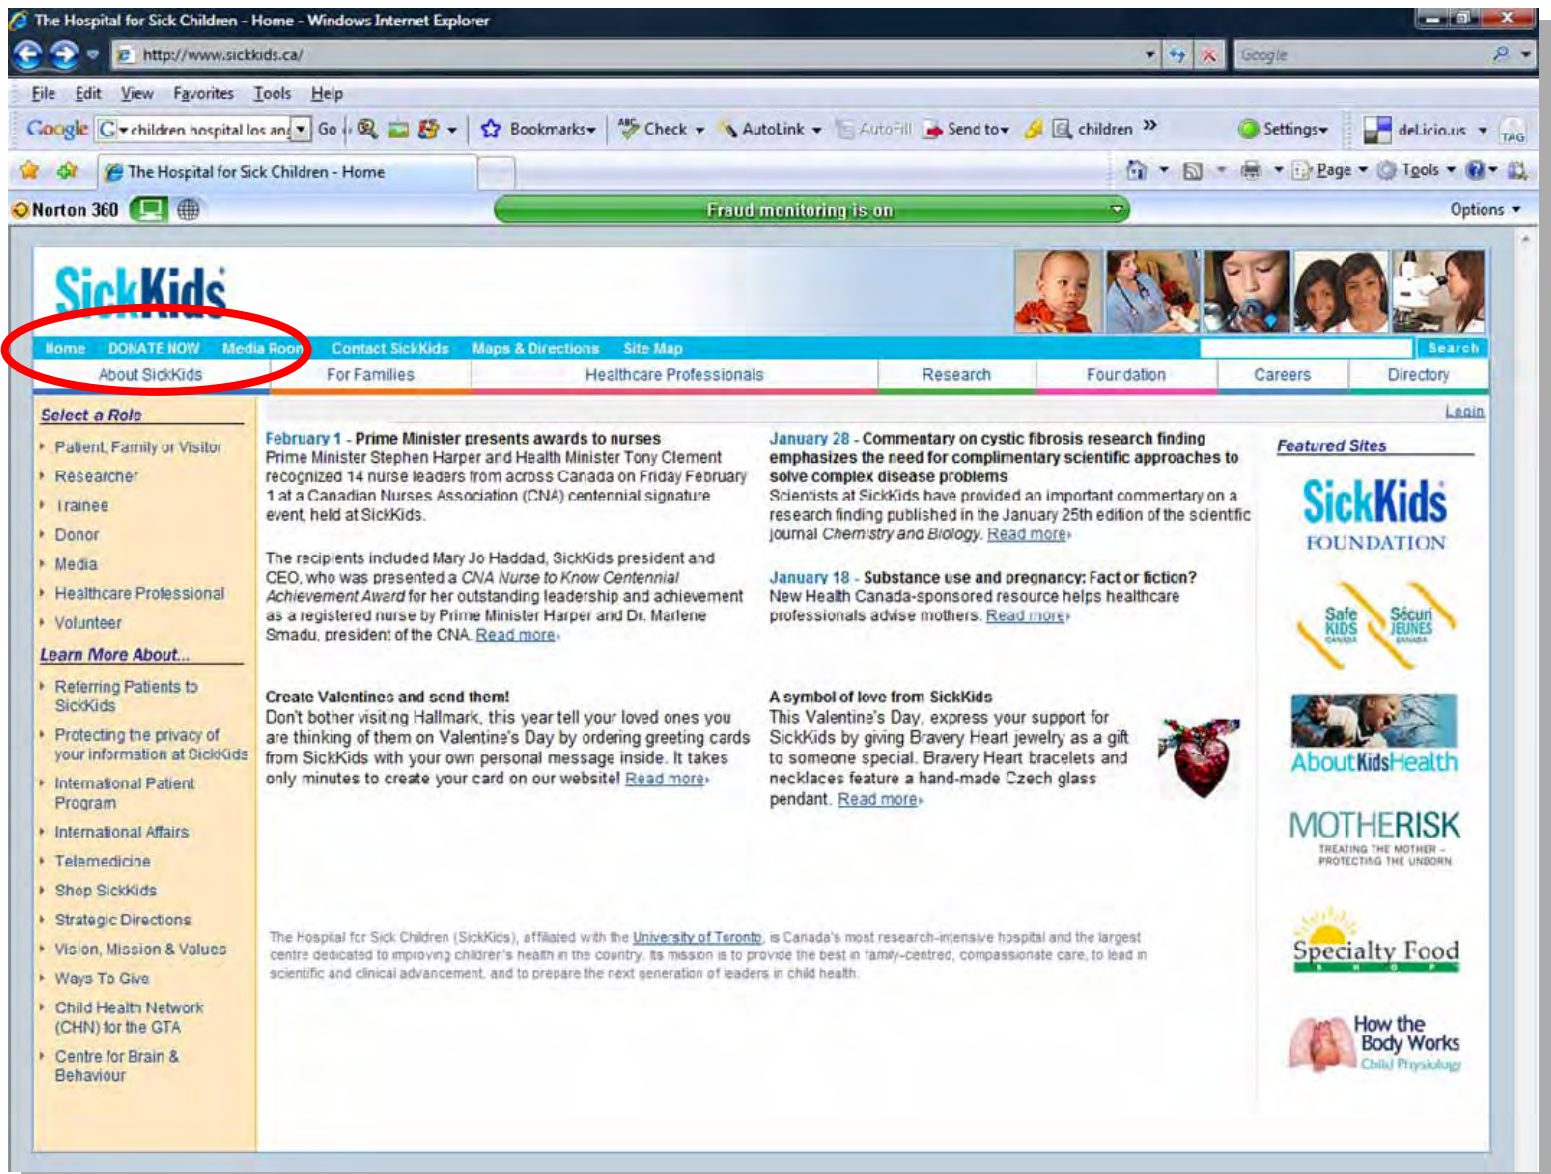 The Hospital for Sick Children - Home - Windows Internet Explorer
http://www.sickkids.ca/
Google
File Edit View Favorites Tools Help
Google children hospital los ang Go Bookmarks Check AutoLink AutoFill Send to children » Settings del.icio.us TAG
The Hospital for Sick Children - Home
Page Tools
Norton 360
Fraud monitoring is on
Options
SickKids
Home DONATE NOW Media Room Contact SickKids Maps & Directions Site Map Search
About SickKids For Families Healthcare Professionals Research Foundation Careers Directory
Login
Select a Role
Patient, Family or Visitor
Researcher
Trainee
Donor
Media
Healthcare Professional
Volunteer
Learn More About...
Referring Patients to
SickKids
Protecting the privacy of
your information at SickKids
International Patient
Program
International Affairs
Telemedicine
Shop SickKids
Strategic Directions
Vision, Mission & Values
Ways To Give
Child Health Network
(CHN) for the GTA
Centre for Brain &
Behaviour
February 1 - Prime Minister presents awards to nurses
Prime Minister Stephen Harper and Health Minister Tony Clement
recognized 14 nurse leaders from across Canada on Friday February
1 at a Canadian Nurses Association (CNA) centennial signature
event, held at SickKids.
The recipients included Mary Jo Haddad, SickKids president and
CEO, who was presented a CNA Nurse to Know Centennial
Achievement Award for her outstanding leadership and achievement
as a registered nurse by Prime Minister Harper and Dr. Marlene
Smadu, president of the CNA. Read more
Create Valentines and send them!
Don't bother visiting Hallmark, this year tell your loved ones you
are thinking of them on Valentine's Day by ordering greeting cards
from SickKids with your own personal message inside. It takes
only minutes to create your card on our website! Read more
January 28 - Commentary on cystic fibrosis research finding
emphasizes the need for complimentary scientific approaches to
solve complex disease problems
Scientists at SickKids have provided an important commentary on a
research finding published in the January 25th edition of the scientific
journal Chemistry and Biology. Read more
January 18 - Substance use and pregnancy: Fact or fiction?
New Health Canada-sponsored resource helps healthcare
professionals advise mothers. Read more
A symbol of love from SickKids
This Valentine's Day, express your support for
SickKids by giving Bravery Heart jewelry as a gift
to someone special. Bravery Heart bracelets and
necklaces feature a hand-made Czech glass
pendant. Read more
The Hospital for Sick Children (SickKids), affiliated with the University of Toronto, is Canada's most research-intensive hospital and the largest
centre dedicated to improving children's health in the country. Its mission is to provide the best in family-centred, compassionate care, to lead in
scientific and clinical advancement, and to prepare the next generation of leaders in child health.
Featured Sites
SickKids
FOUNDATION
Safe
KIDS
CANADA
Sécuri
JEUNES
CANADA
AboutKidsHealth
MOTHERISK
TREATING THE MOTHER –
PROTECTING THE UNBORN
Specialty Food
SHOP
How the
Body Works
Child Physiology